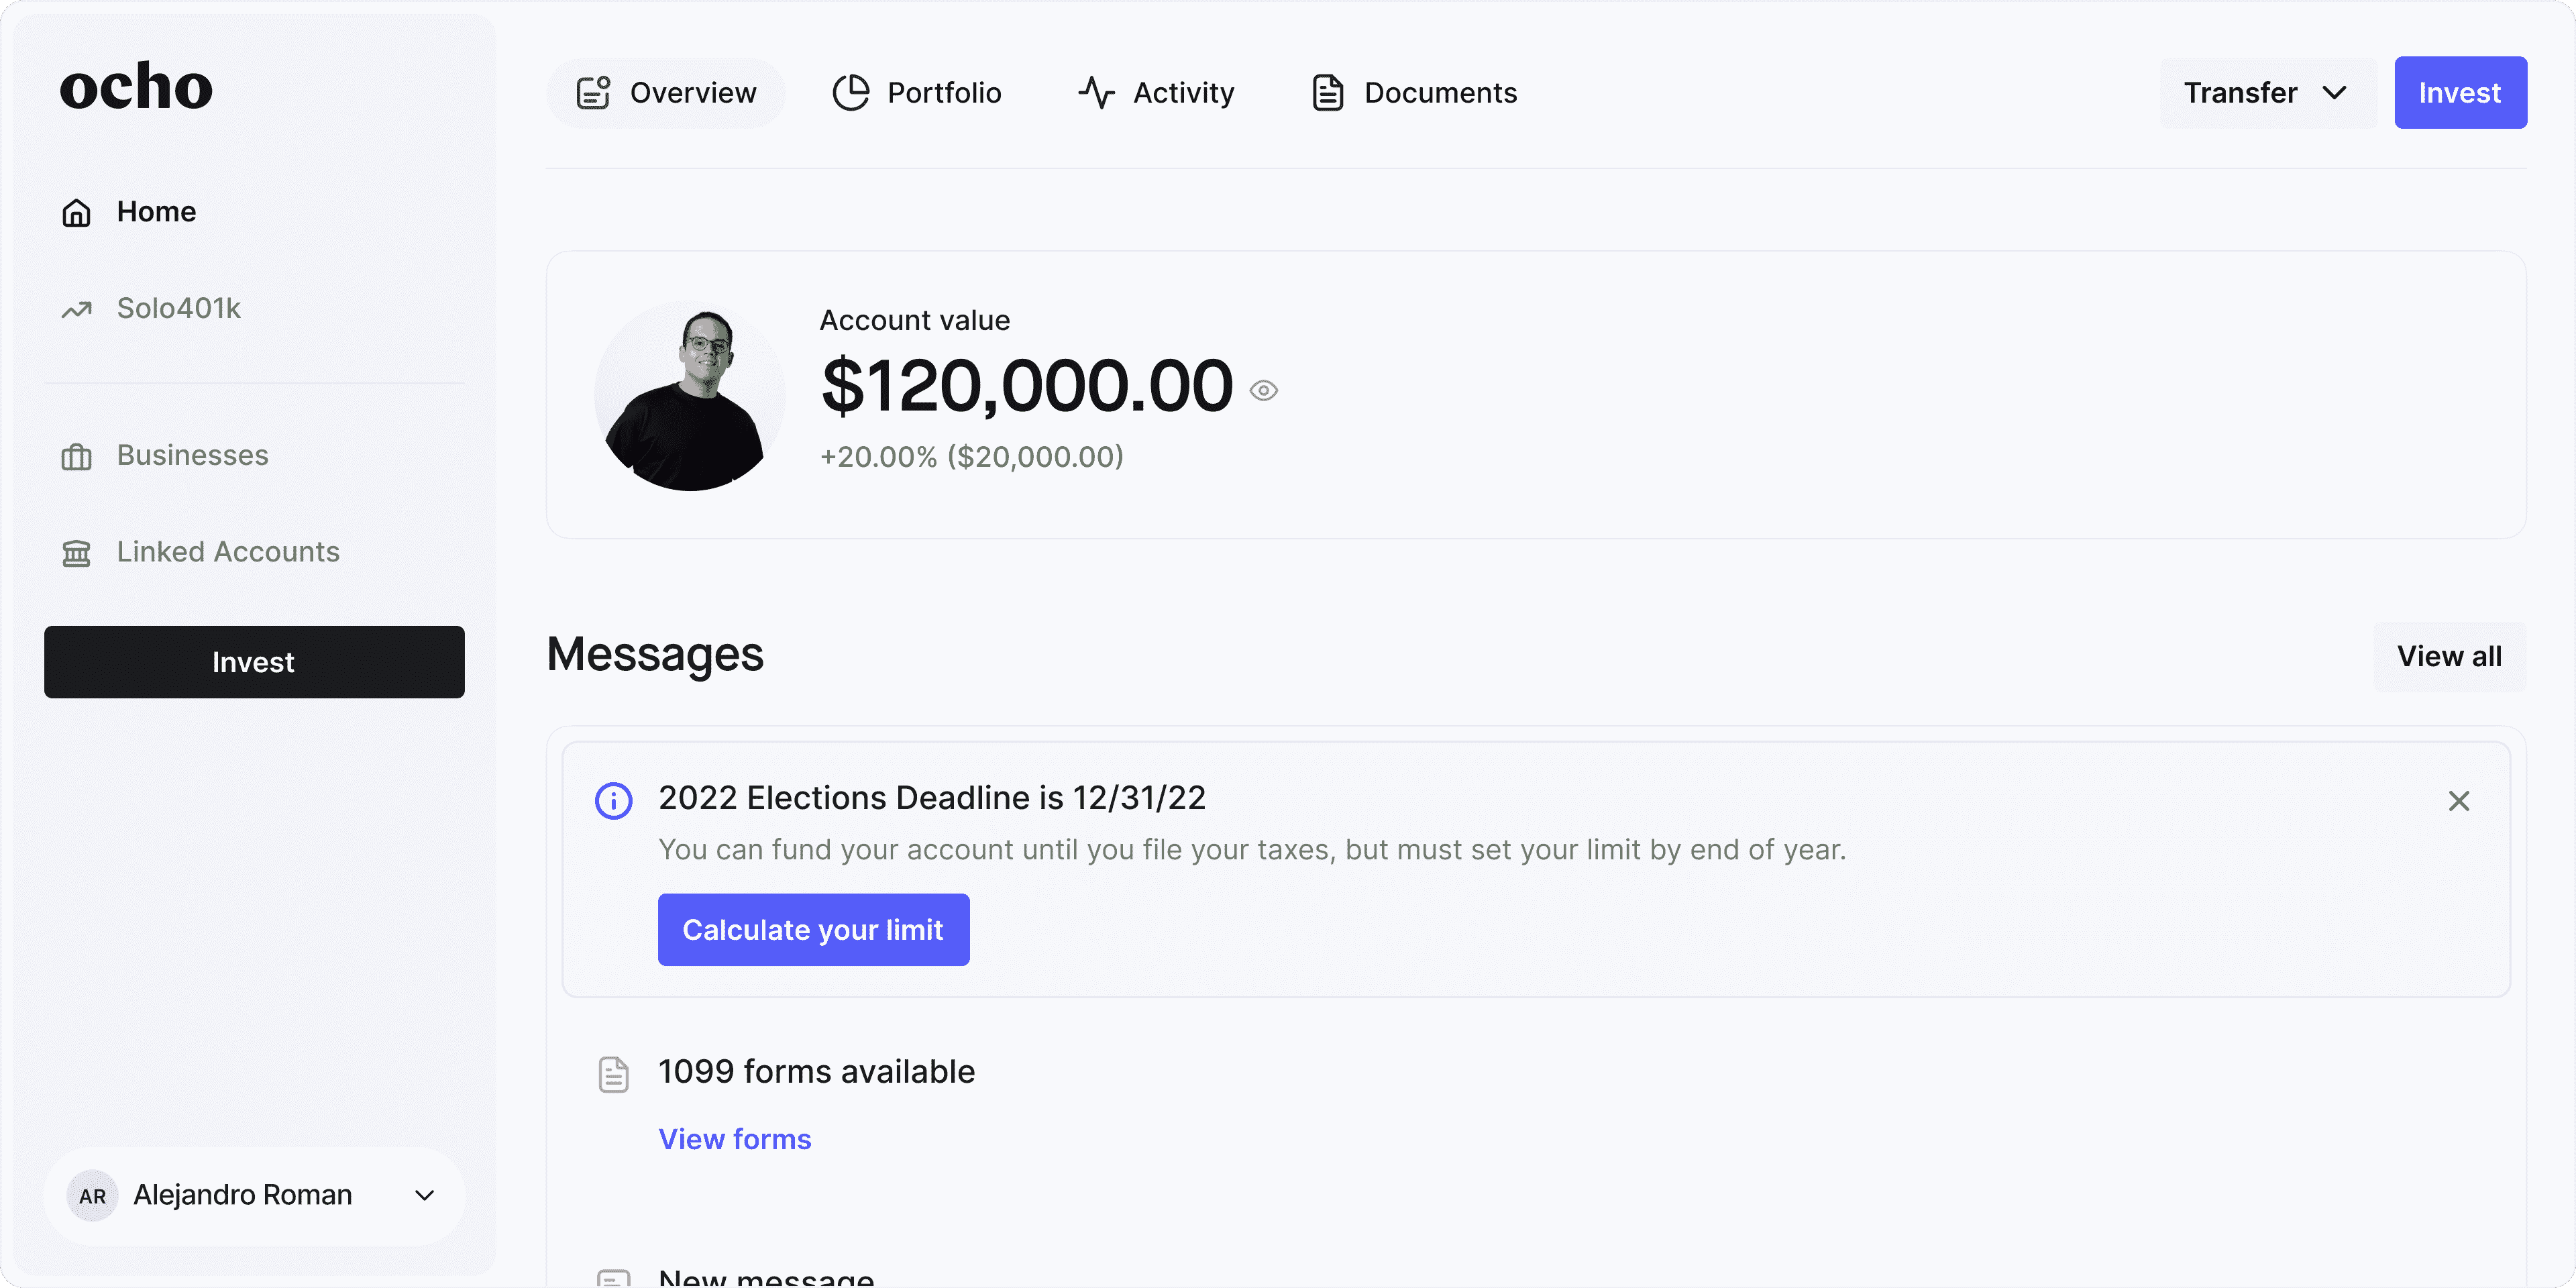 ocho
Home
Solo401k
Businesses
Linked Accounts
Invest
AR Alejandro Roman
Overview Portfolio Activity Documents Transfer Invest
Account value
$120,000.00
+20.00% ($20,000.00)
Messages View all
2022 Elections Deadline is 12/31/22
You can fund your account until you file your taxes, but must set your limit by end of year.
Calculate your limit
1099 forms available
View forms
New message